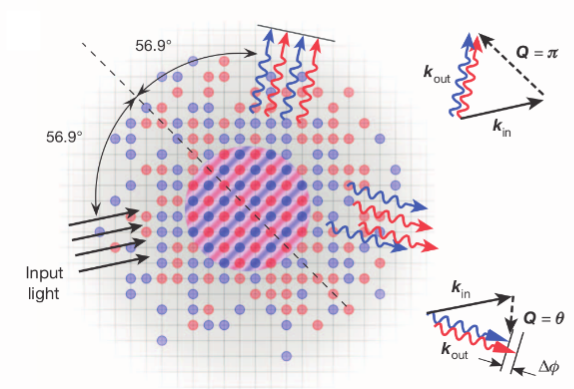 56.9°
56.9°
Input
light
k_out
Q = π
k_in
k_in
Q = θ
k_out
Δϕ